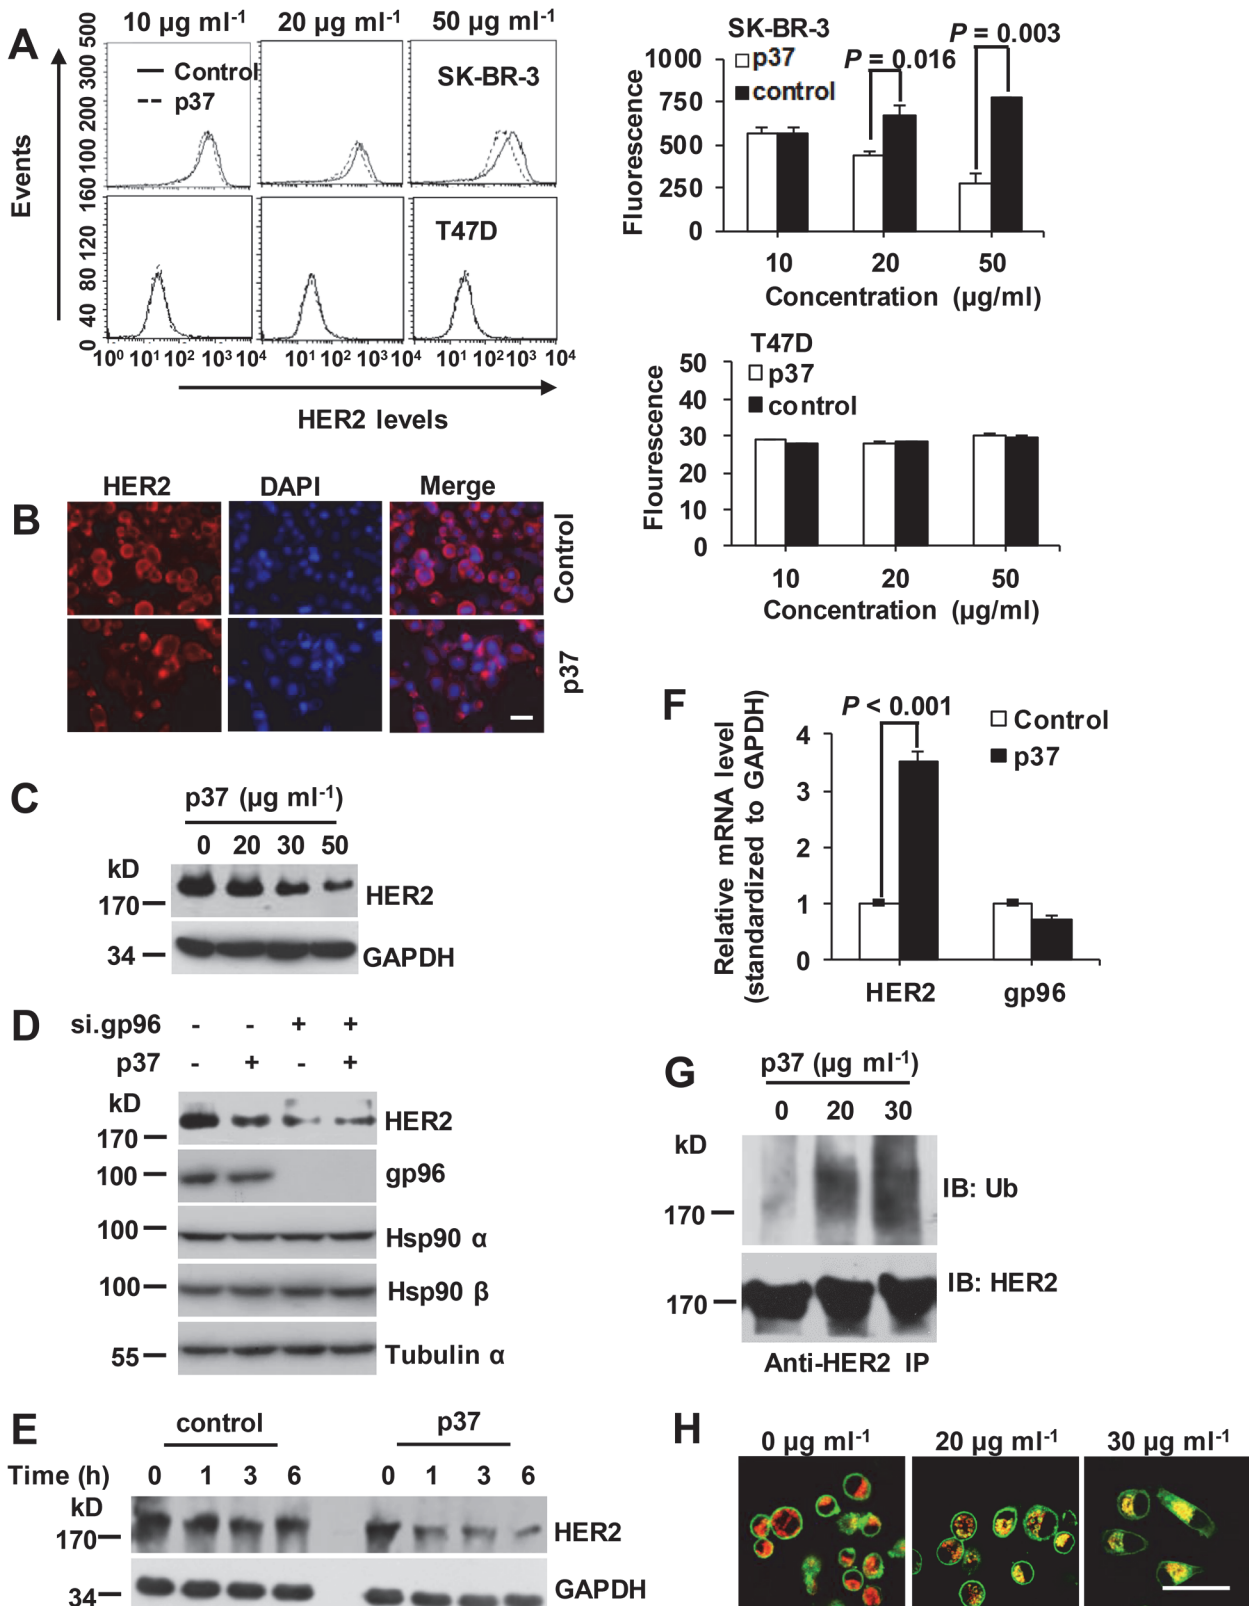 A
10 µg ml-1 20 µg ml-1 50 µg ml-1
Events
0 40 80 120 160
100 200 300 500
Control
p37
SK-BR-3
T47D
10⁰ 10¹ 10² 10³ 10⁴ 10¹ 10² 10³ 10⁴ 10¹ 10² 10³ 10⁴
HER2 levels
SK-BR-3
p37
control
P = 0.016
P = 0.003
Fluorescence
1000
750
500
250
0
10 20 50
Concentration (µg/ml)
T47D
p37
control
Flourescence
50
40
30
20
10
0
10 20 50
Concentration (µg/ml)
B
HER2 DAPI Merge
Control
p37
C
p37 (µg ml-1)
0 20 30 50
kD
170
HER2
34
GAPDH
D
si.gp96 - - + +
p37 - + - +
kD
170
HER2
100
gp96
100
Hsp90 α
100
Hsp90 β
55
Tubulin α
E
control p37
Time (h) 0 1 3 6 0 1 3 6
kD
170
HER2
34
GAPDH
F
Relative mRNA level
(standardized to GAPDH)
P < 0.001
Control
p37
4
3
2
1
0
HER2 gp96
G
p37 (µg ml-1)
0 20 30
kD
170
IB: Ub
170
IB: HER2
Anti-HER2 IP
H
0 µg ml-1 20 µg ml-1 30 µg ml-1